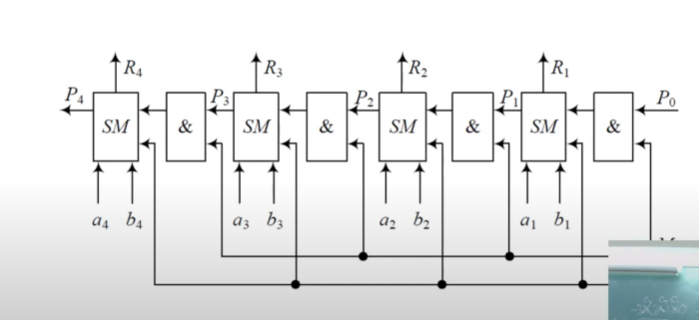 R₄ R₃ R₂ R₁
P₄ P₃ P₂ P₁ P₀
SM & SM & SM & SM &
a₄ b₄ a₃ b₃ a₂ b₂ a₁ b₁